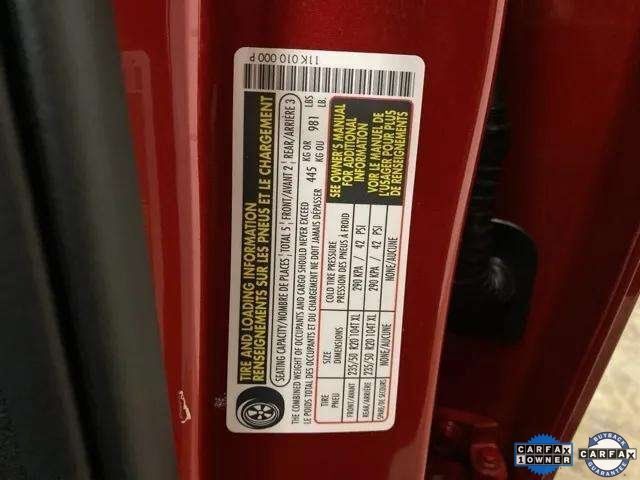 11K 010 000 P
TIRE AND LOADING INFORMATION
RENSEIGNEMENTS SUR LES PNEUS ET LE CHARGEMENT
SEATING CAPACITY/NOMBRE DE PLACES TOTAL 5 FRONT/AVANT 2 REAR/ARRIÈRE 3
THE COMBINED WEIGHT OF OCCUPANTS AND CARGO SHOULD NEVER EXCEED 445 KG OR 981 LBS
LE POIDS TOTAL DES OCCUPANTS ET DU CHARGEMENT NE DOIT JAMAIS DÉPASSER KG OU LB.
TIRE SIZE COLD TIRE PRESSURE
PNEU DIMENSIONS PRESSION DES PNEUS À FROID
FRONT/AVANT 235/50 R20 104T XL 290 KPA / 42 PSI
REAR/ARRIÈRE 235/50 R20 104T XL 290 KPA / 42 PSI
SPARE/DE SECOURS NONE/AUCUNE NONE/AUCUNE
SEE OWNER'S MANUAL
FOR ADDITIONAL
INFORMATION
VOIR LE MANUEL DE
L'USAGER POUR PLUS
DE RENSEIGNEMENTS
CARFAX
1 OWNER
BUYBACK
CARFAX
GUARANTEE